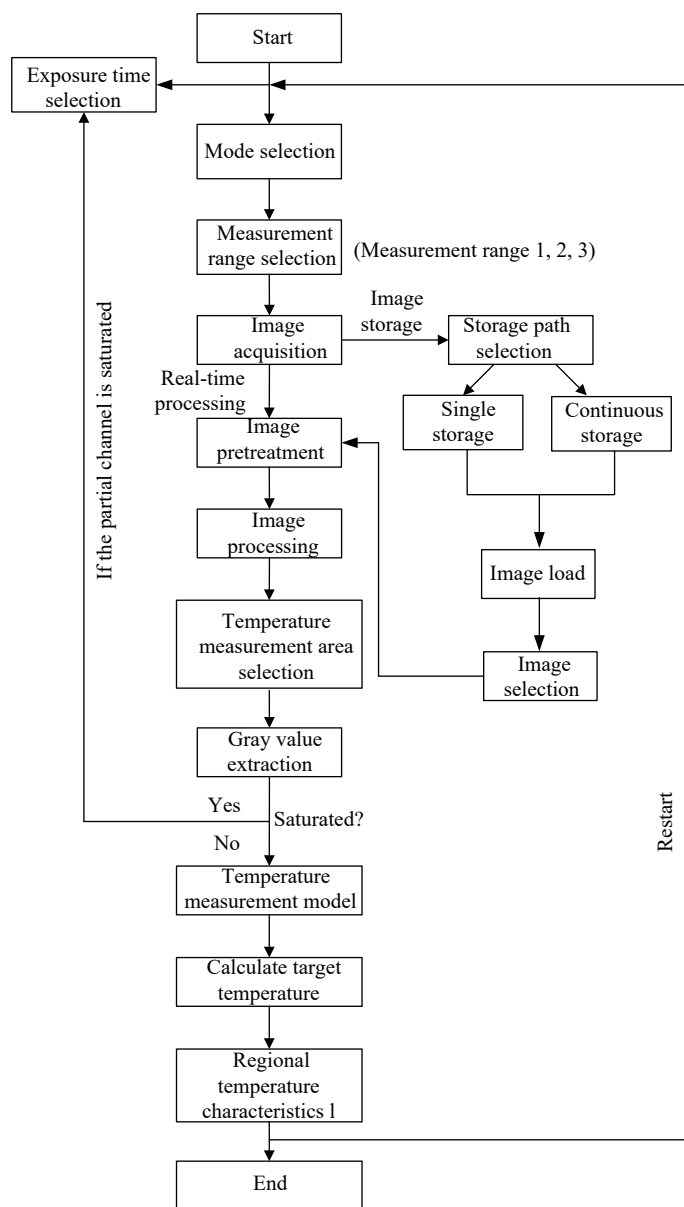 Start
Exposure time
selection
Mode selection
Measurement
range selection
(Measurement range 1, 2, 3)
Image
storage
Image
acquisition
Storage path
selection
Real-time
processing
Single
storage
Continuous
storage
Image
pretreatment
If the partial channel is saturated
Image
processing
Image load
Temperature
measurement area
selection
Image
selection
Gray value
extraction
Yes
Saturated?
No
Restart
Temperature
measurement model
Calculate target
temperature
Regional
temperature
characteristics l
End